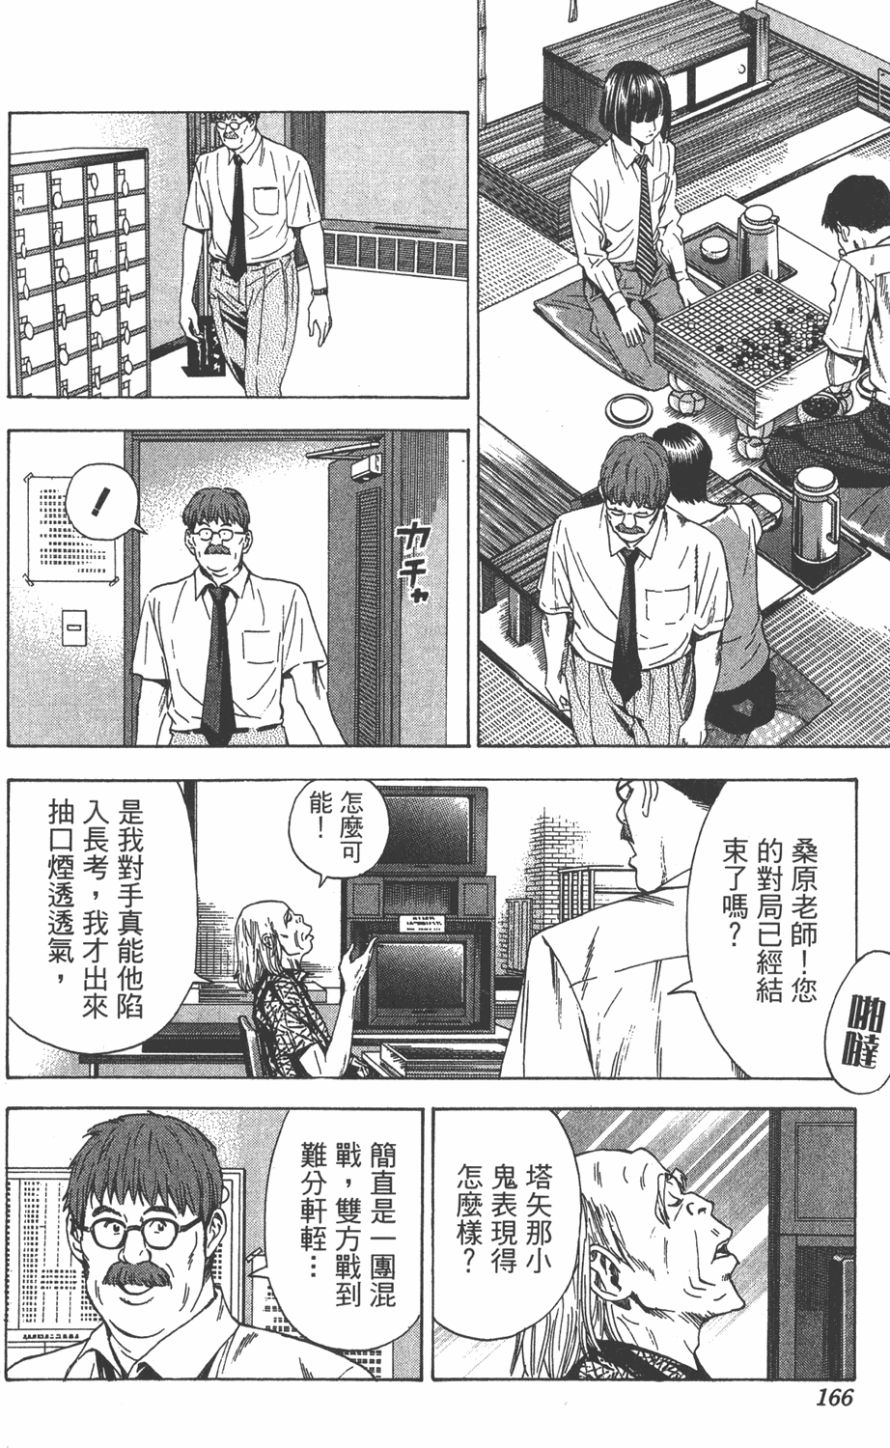 カチャ
！
桑原老師！您
的對局已經結
束了嗎？
啪噠
怎麼可
能！
是我對手真能他陷
入長考，我才出來
抽口煙透透氣，
塔矢那小
鬼表現得
怎麼樣？
簡直是一團混
戰，雙方戰到
難分軒輊…
166